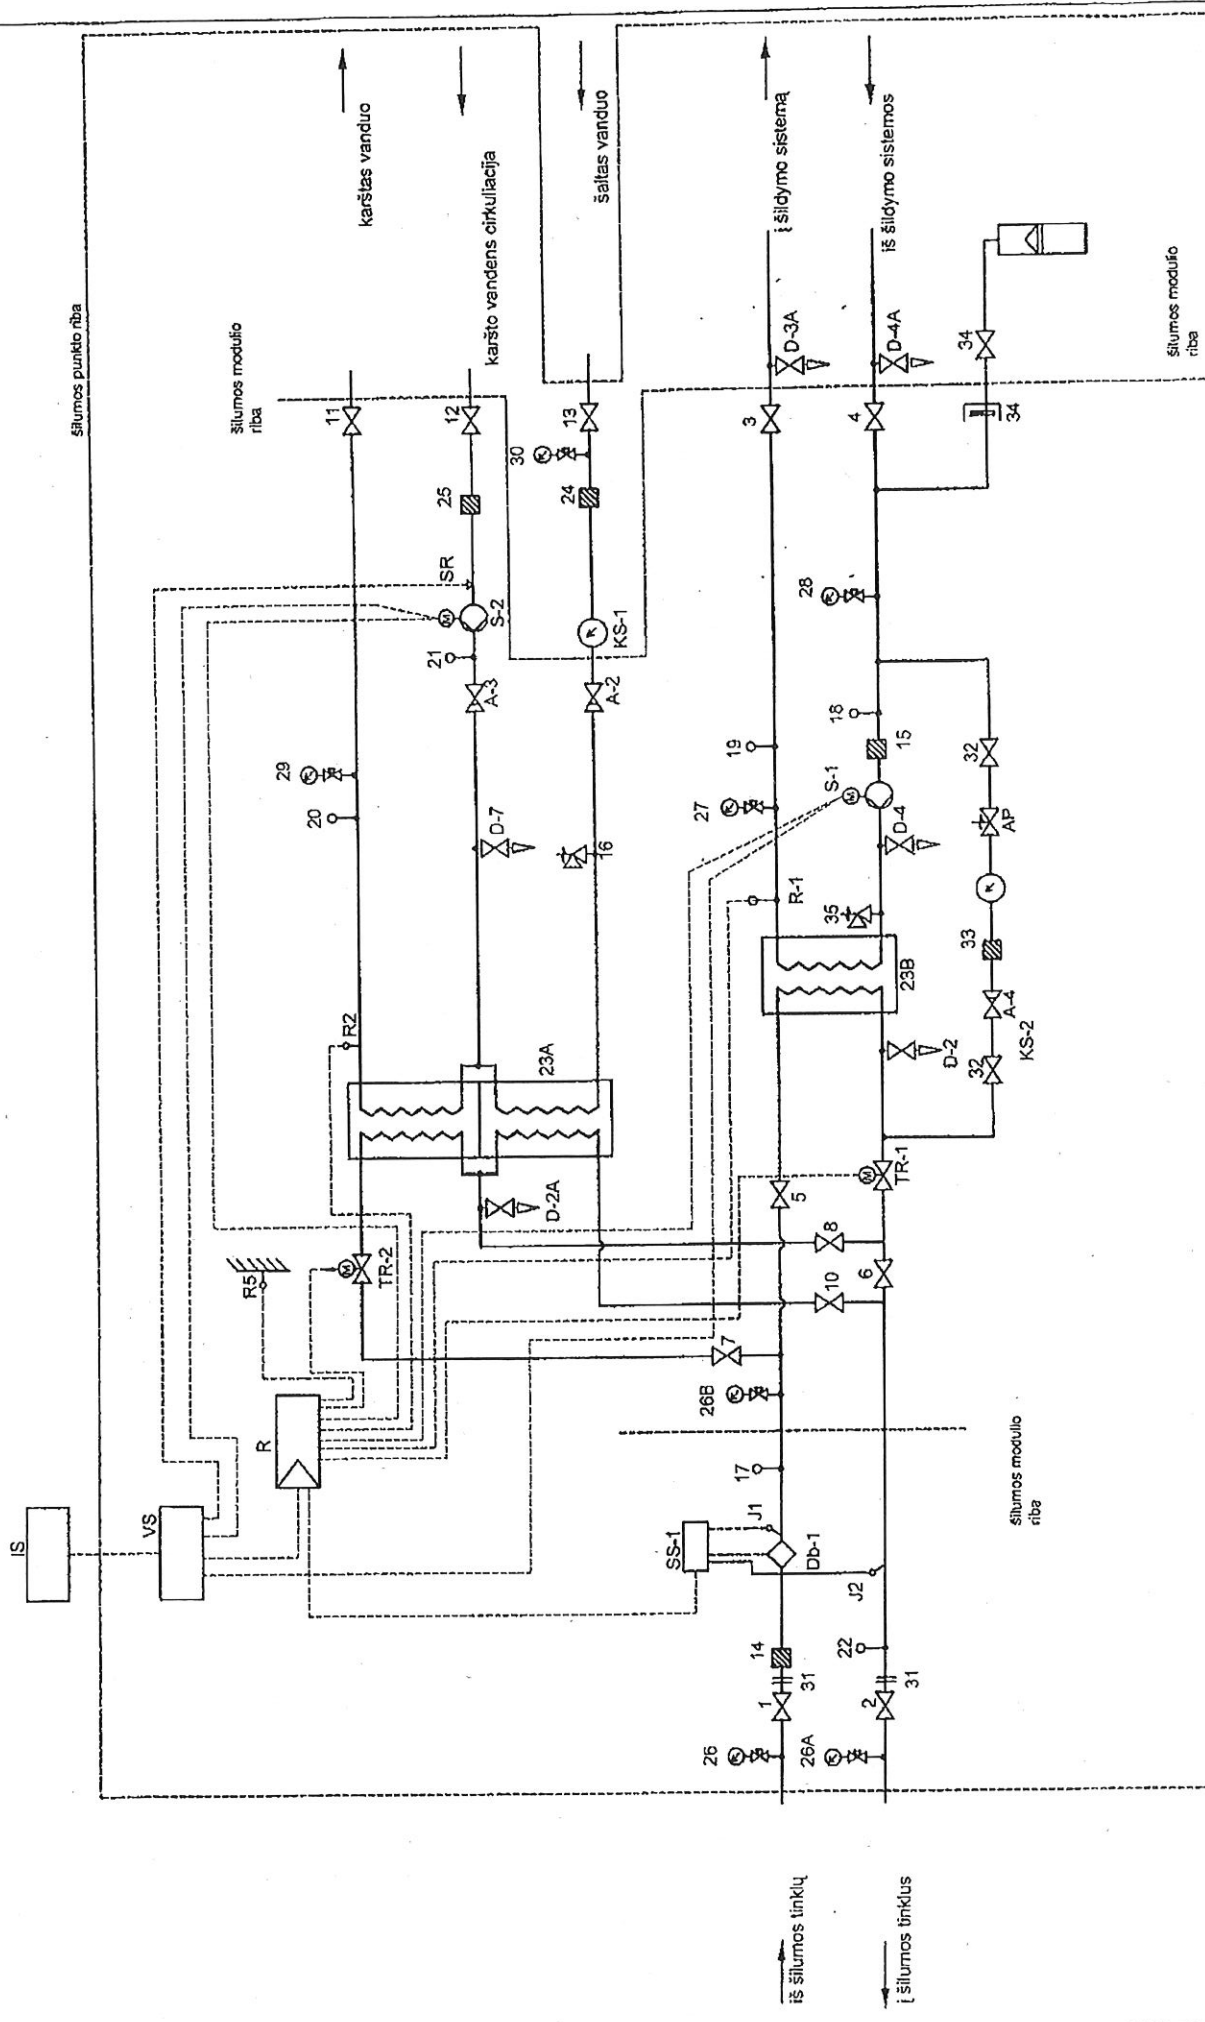 šilumos punkto riba
IS
VS
R
R5
TR-2
R2
20
29
11
karštas vanduo
šilumos modulio
riba
23A
D-2A
D-7
A-3
21
S-2
SR
25
12
karšto vandens cirkuliacija
16
A-2
KS-1
24
30
13
šaltas vanduo
iš šilumos tinklų
26
1
31
14
SS-1
Db-1
J1
17
26B
7
5
23B
R-1
27
19
3
D-3A
į šildymo sistemą
į šilumos tinklus
26A
2
31
22
J2
10
6
8
TR-1
D-2
35
D-4
S-1
15
18
28
4
D-4A
iš šildymo sistemos
šilumos modulio
riba
32
KS-2
A-4
33
AP
32
34
34
šilumos modulio
riba